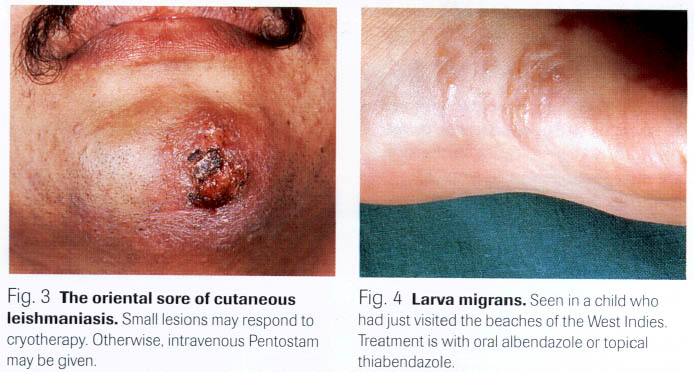 Fig. 3 The oriental sore of cutaneous
leishmaniasis. Small lesions may respond to
cryotherapy. Otherwise, intravenous Pentostam
may be given.
Fig. 4 Larva migrans. Seen in a child who
had just visited the beaches of the West Indies.
Treatment is with oral albendazole or topical
thiabendazole.